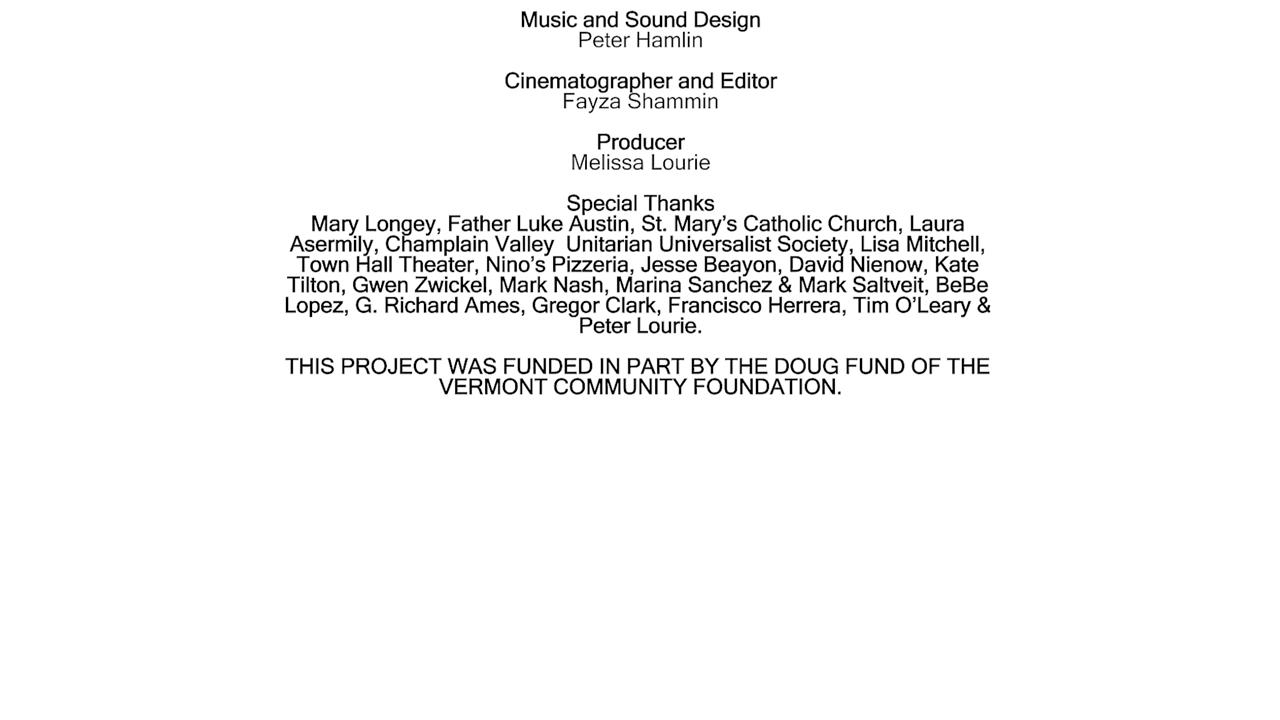 Music and Sound Design
Peter Hamlin
Cinematographer and Editor
Fayza Shammin
Producer
Melissa Lourie
Special Thanks
Mary Longey, Father Luke Austin, St. Mary’s Catholic Church, Laura
Asermily, Champlain Valley  Unitarian Universalist Society, Lisa Mitchell,
Town Hall Theater, Nino’s Pizzeria, Jesse Beayon, David Nienow, Kate
Tilton, Gwen Zwickel, Mark Nash, Marina Sanchez & Mark Saltveit, BeBe
Lopez, G. Richard Ames, Gregor Clark, Francisco Herrera, Tim O’Leary &
Peter Lourie.
THIS PROJECT WAS FUNDED IN PART BY THE DOUG FUND OF THE
VERMONT COMMUNITY FOUNDATION.